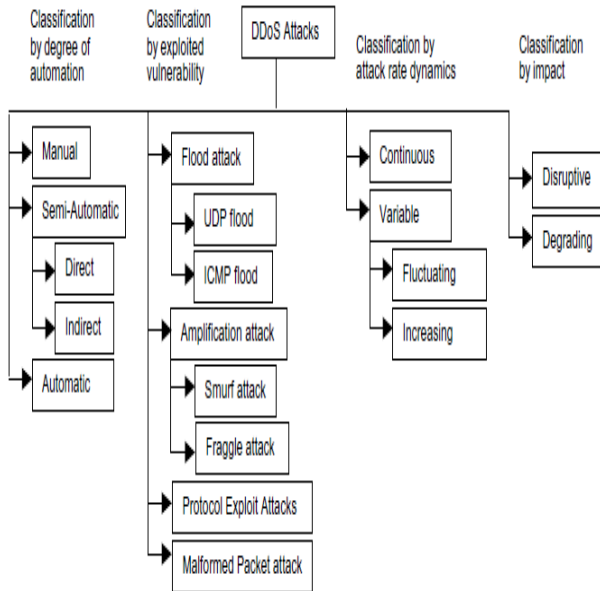 Classification
by degree of
automation
Classification
by exploited
vulnerability
DDoS Attacks
Classification by
attack rate dynamics
Classification
by impact
Manual
Semi-Automatic
Direct
Indirect
Automatic
Flood attack
UDP flood
ICMP flood
Amplification attack
Smurf attack
Fraggle attack
Protocol Exploit Attacks
Malformed Packet attack
Continuous
Variable
Fluctuating
Increasing
Disruptive
Degrading